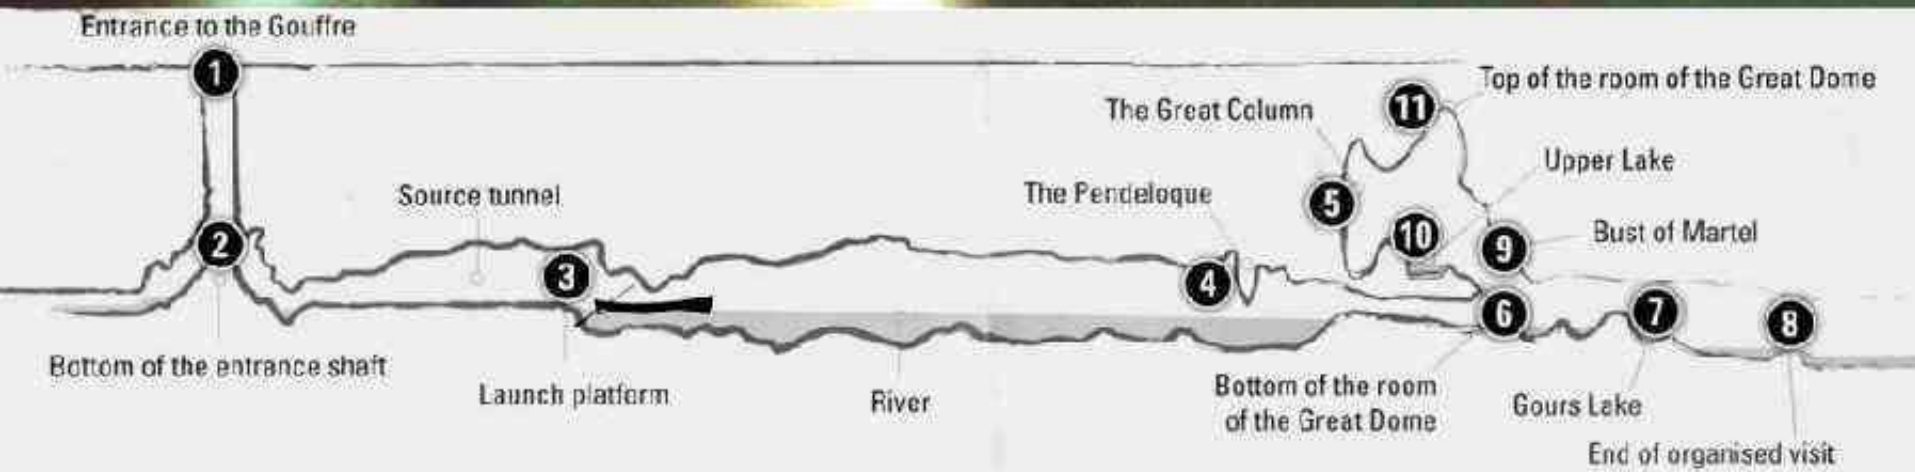 Entrance to the Gouffre
1
Top of the room of the Great Dome
11
The Great Column
Upper Lake
Source tunnel
The Pendeloque
5
10
9
Bust of Martel
2
3
4
6
7
8
Bottom of the entrance shaft
Launch platform
River
Bottom of the room
of the Great Dome
Gours Lake
End of organised visit